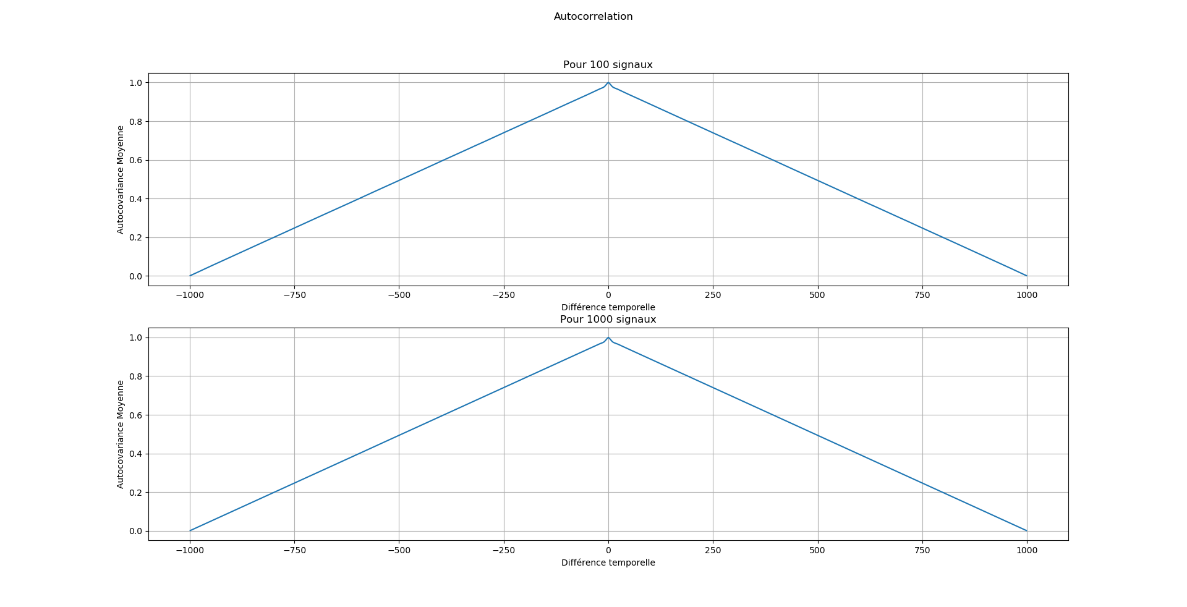 Autocorrelation
Pour 100 signaux
Autocovariance Moyenne
1.0
0.8
0.6
0.4
0.2
0.0
−1000 −750 −500 −250 0 250 500 750 1000
Différence temporelle
Pour 1000 signaux
Autocovariance Moyenne
1.0
0.8
0.6
0.4
0.2
0.0
−1000 −750 −500 −250 0 250 500 750 1000
Différence temporelle